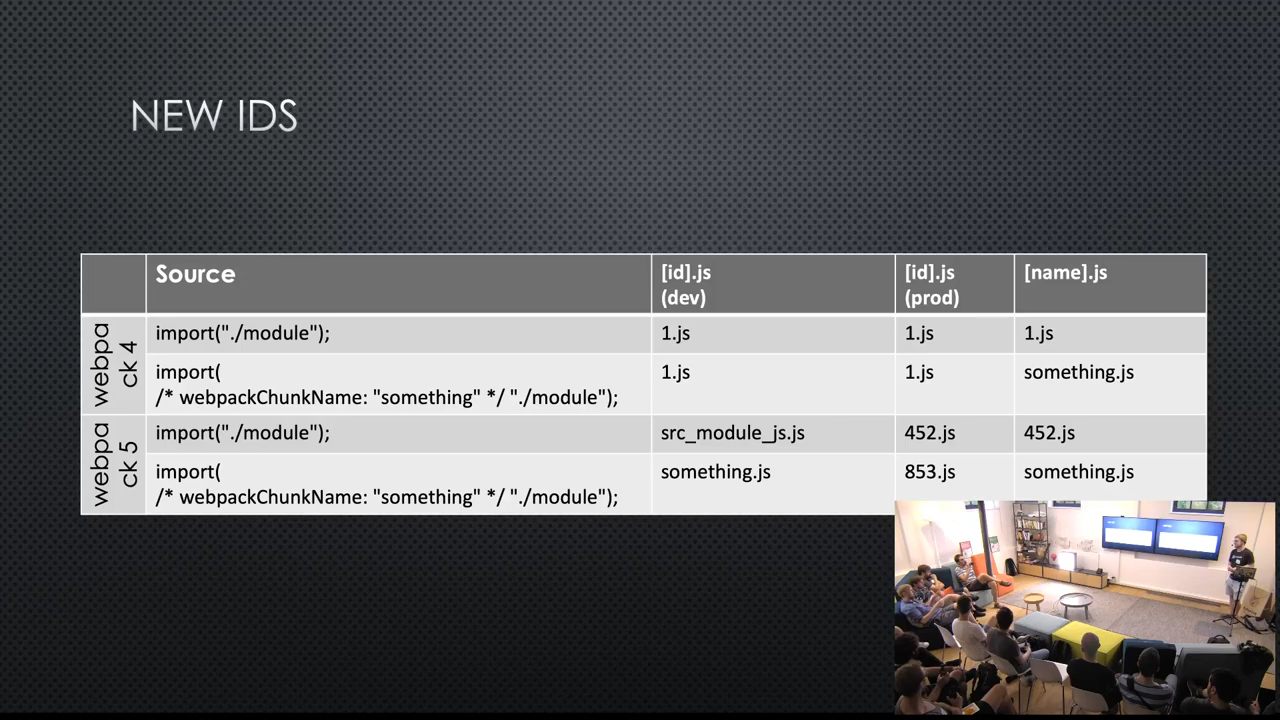 NEW IDS
Source
[id].js
(dev)
[id].js
(prod)
[name].js
webpa
ck 4
import("./module");
1.js
1.js
1.js
import(
/* webpackChunkName: "something" */ "./module");
1.js
1.js
something.js
webpa
ck 5
import("./module");
src_module_js.js
452.js
452.js
import(
/* webpackChunkName: "something" */ "./module");
something.js
853.js
something.js